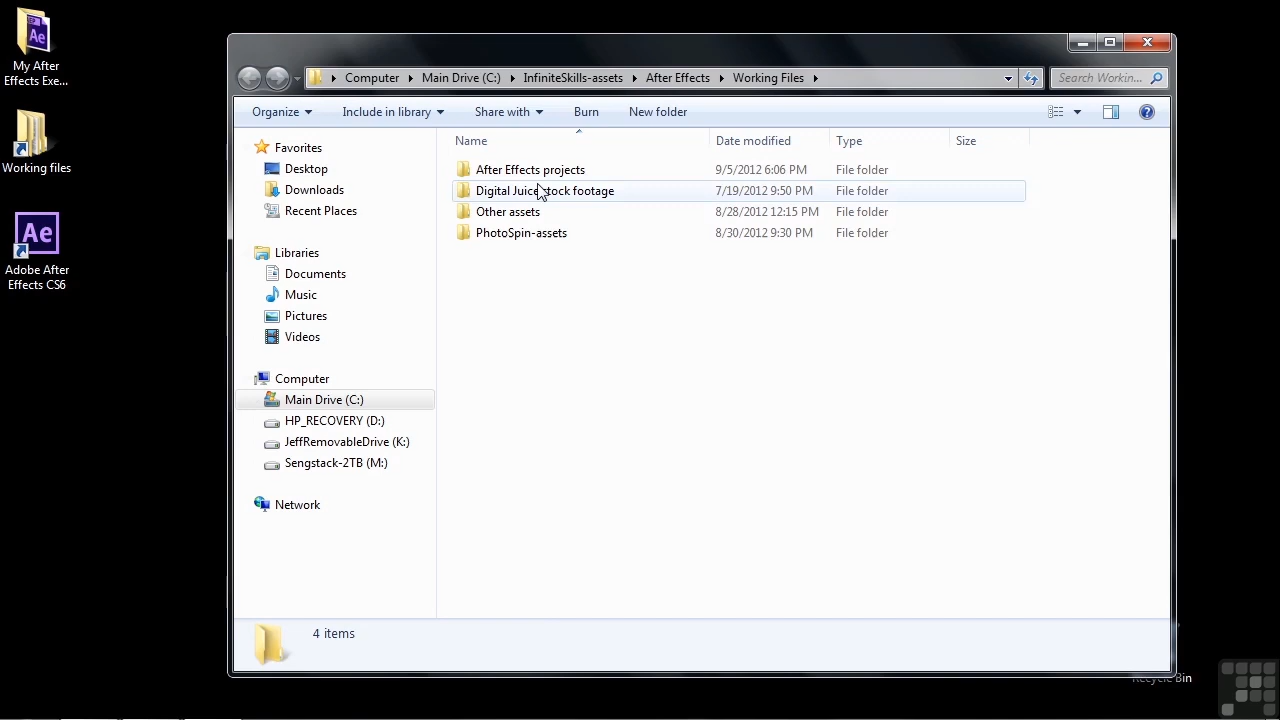 My After
Effects Exe...
Working files
Adobe After
Effects CS6
Computer Main Drive (C:) InfiniteSkills-assets After Effects Working Files
Search Workin...
Organize Include in library Share with Burn New folder
Favorites
Desktop
Downloads
Recent Places
Libraries
Documents
Music
Pictures
Videos
Computer
Main Drive (C:)
HP_RECOVERY (D:)
JeffRemovableDrive (K:)
Sengstack-2TB (M:)
Network
Name Date modified Type Size
After Effects projects 9/5/2012 6:06 PM File folder
Digital Juice stock footage 7/19/2012 9:50 PM File folder
Other assets 8/28/2012 12:15 PM File folder
PhotoSpin-assets 8/30/2012 9:30 PM File folder
4 items
Recycle Bin